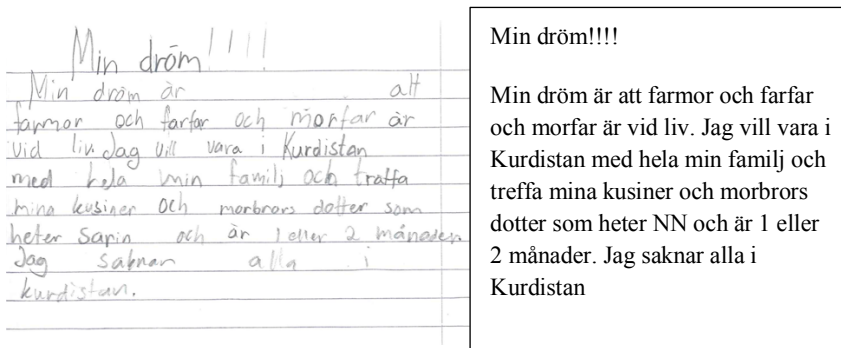 Min dröm!!!!
Min dröm är att
farmor och farfar och morfar är
vid liv. Jag vill vara i Kurdistan
med hela min familj och traffa
mina kusiner och morbrors dotter som
heter Sarin och är 1 eller 2 månader.
Jag saknar alla i
kurdistan.
Min dröm!!!!
Min dröm är att farmor och farfar
och morfar är vid liv. Jag vill vara i
Kurdistan med hela min familj och
treffa mina kusiner och morbrors
dotter som heter NN och är 1 eller
2 månader. Jag saknar alla i
Kurdistan